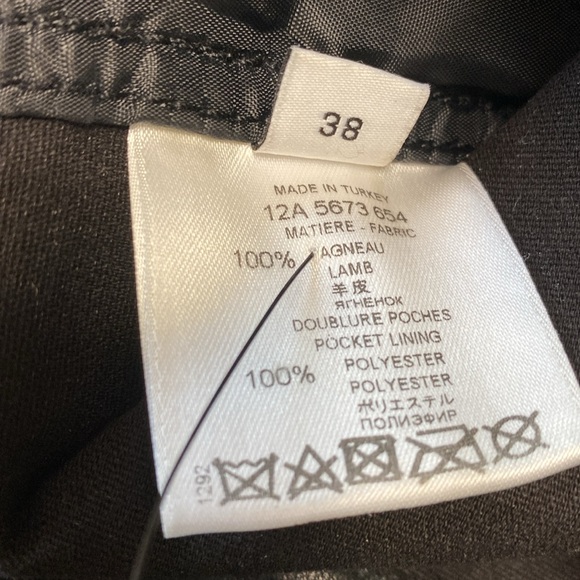 38
MADE IN TURKEY
12A 5673 654
MATIERE - FABRIC
100% AGNEAU
LAMB
羊皮
ЯГНЕНОК
DOUBLURE POCHES
POCKET LINING
100% POLYESTER
POLYESTER
ポリエステル
ПОЛИЭФИР
1292